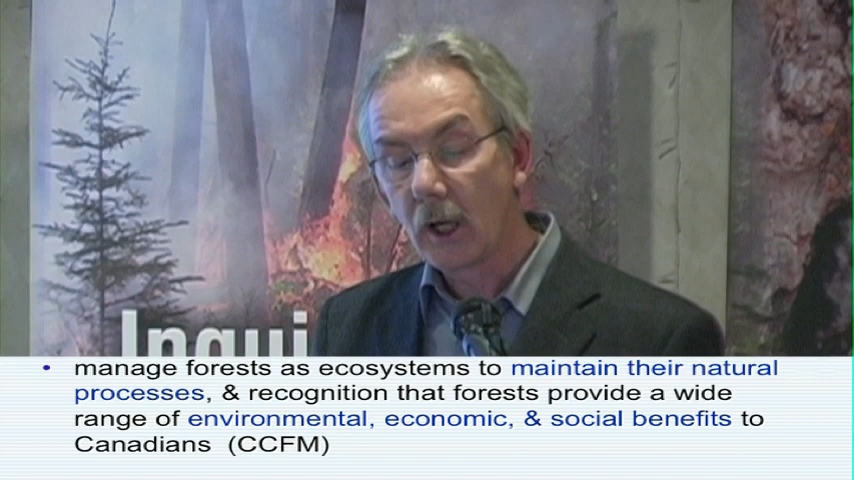 Inqui
• manage forests as ecosystems to maintain their natural
processes, & recognition that forests provide a wide
range of environmental, economic, & social benefits to
Canadians (CCFM)